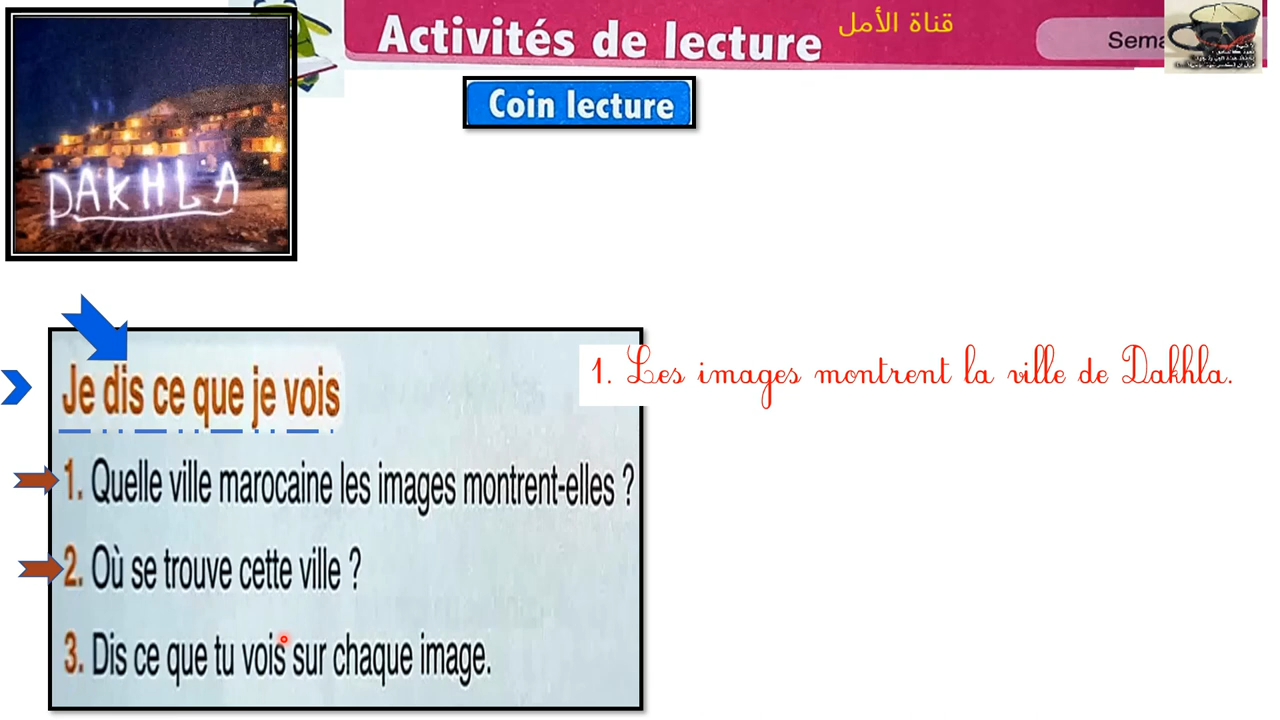 Activités de lecture
قناة الأمل
Sema
Coin lecture
DAKHLA
Je dis ce que je vois
1. Quelle ville marocaine les images montrent-elles ?
2. Où se trouve cette ville ?
3. Dis ce que tu vois sur chaque image.
1. Les images montrent la ville de Dakhla.